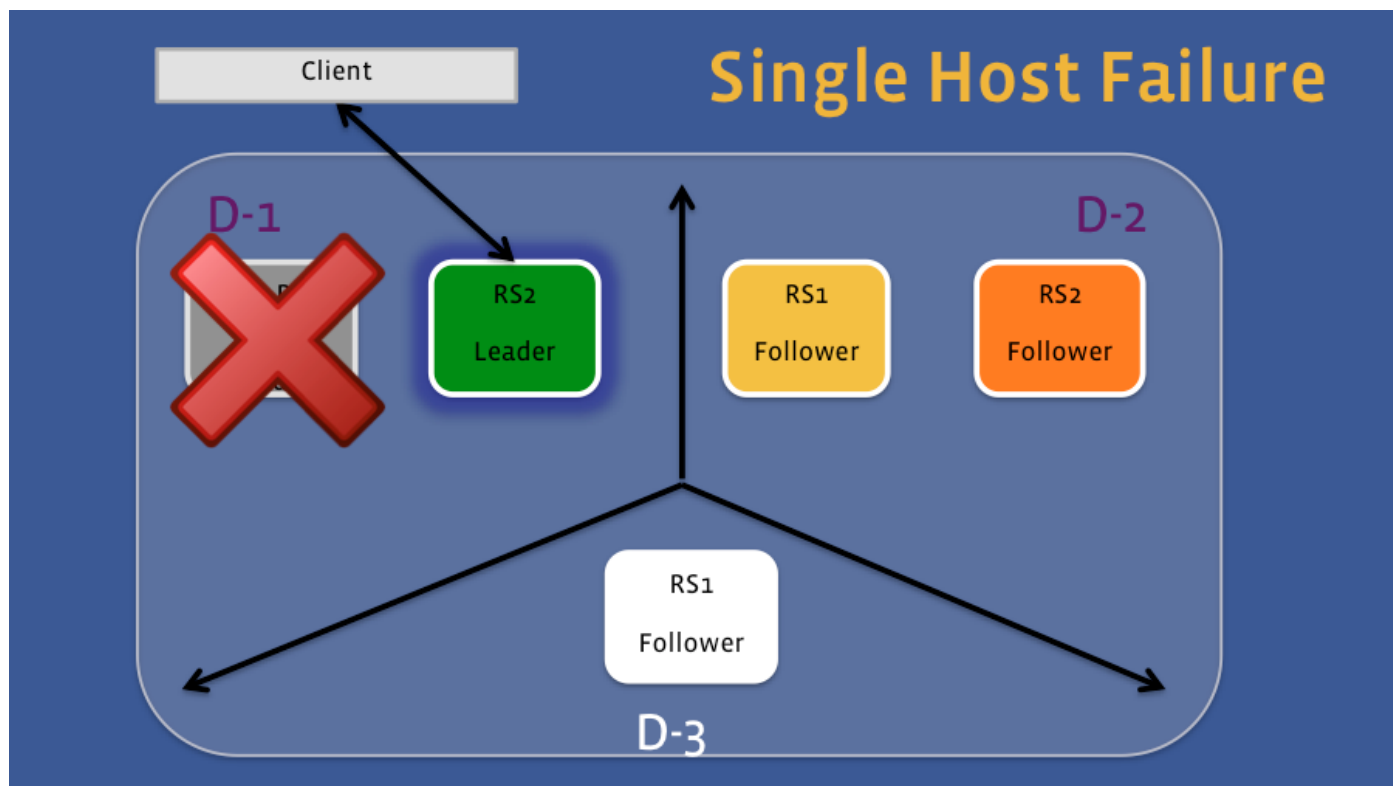 Client
Single Host Failure
D-1
D-2
RS2
Leader
RS1
Follower
RS2
Follower
RS1
Follower
D-3